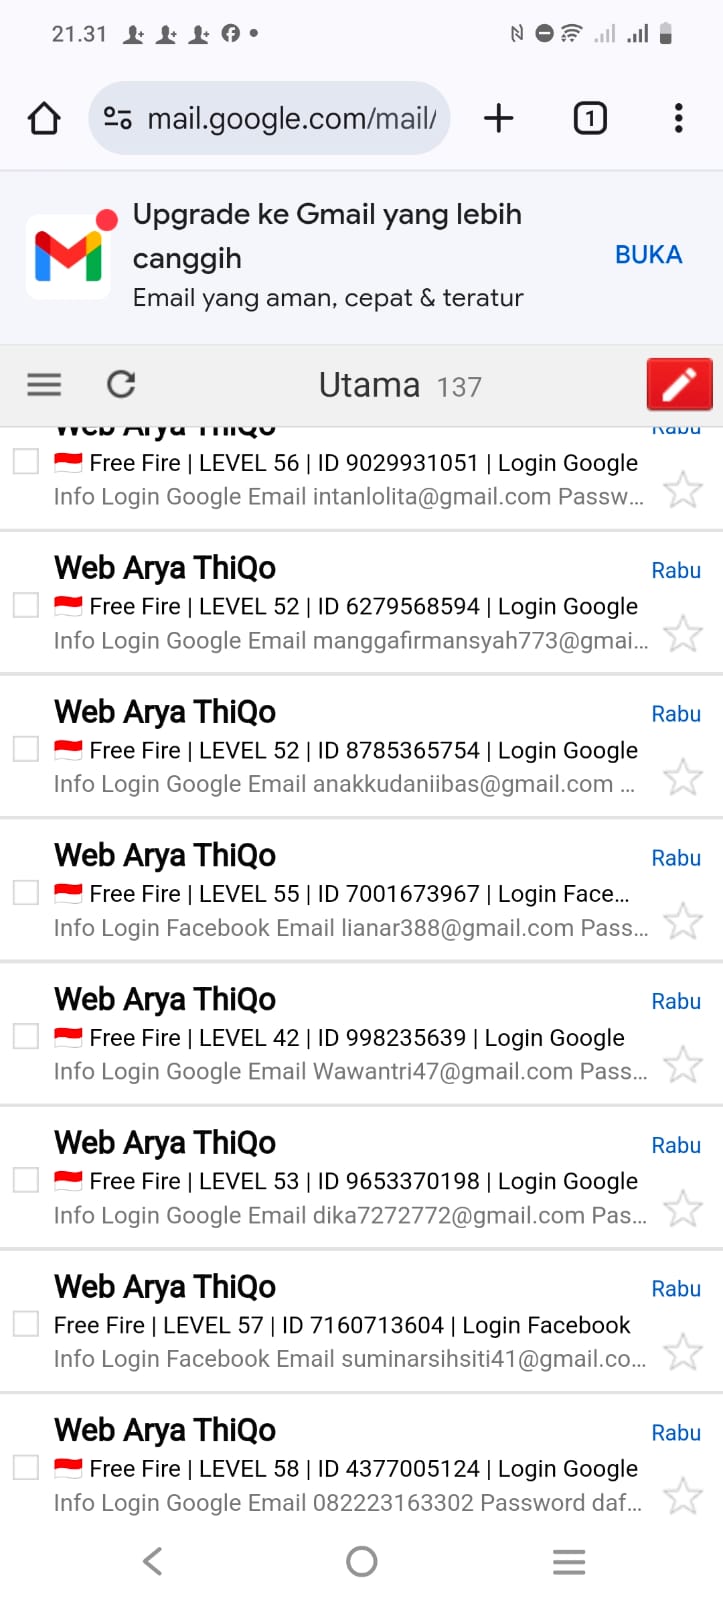 21.31
mail.google.com/mail/
1
Upgrade ke Gmail yang lebih
canggih
BUKA
Email yang aman, cepat & teratur
Utama 137
Web Arya ThiQo
Rabu
Free Fire | LEVEL 56 | ID 9029931051 | Login Google
Info Login Google Email intanlolita@gmail.com Passw...
Web Arya ThiQo
Rabu
Free Fire | LEVEL 52 | ID 6279568594 | Login Google
Info Login Google Email manggafirmansyah773@gmai...
Web Arya ThiQo
Rabu
Free Fire | LEVEL 52 | ID 8785365754 | Login Google
Info Login Google Email anakkudaniibas@gmail.com ...
Web Arya ThiQo
Rabu
Free Fire | LEVEL 55 | ID 7001673967 | Login Face...
Info Login Facebook Email lianar388@gmail.com Pass...
Web Arya ThiQo
Rabu
Free Fire | LEVEL 42 | ID 998235639 | Login Google
Info Login Google Email Wawantri47@gmail.com Pass...
Web Arya ThiQo
Rabu
Free Fire | LEVEL 53 | ID 9653370198 | Login Google
Info Login Google Email dika7272772@gmail.com Pas...
Web Arya ThiQo
Rabu
Free Fire | LEVEL 57 | ID 7160713604 | Login Facebook
Info Login Facebook Email suminarsihsiti41@gmail.co...
Web Arya ThiQo
Rabu
Free Fire | LEVEL 58 | ID 4377005124 | Login Google
Info Login Google Email 082223163302 Password daf...